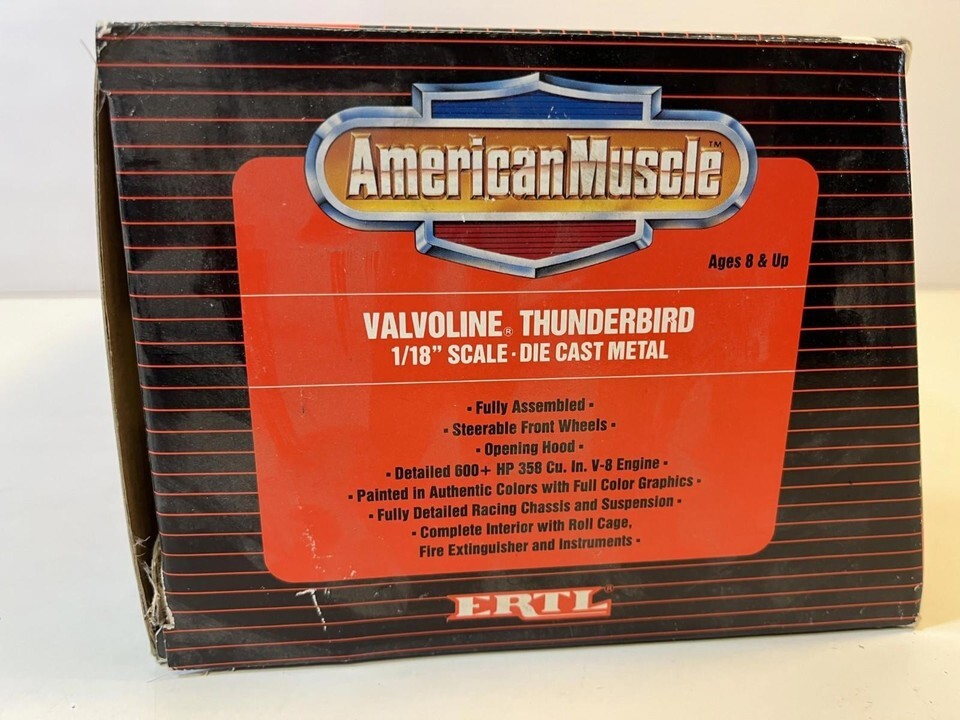 AmericanMuscle™
Ages 8 & Up
VALVOLINE® THUNDERBIRD
1/18” SCALE · DIE CAST METAL
• Fully Assembled •
• Steerable Front Wheels •
• Opening Hood •
• Detailed 600+ HP 358 Cu. In. V-8 Engine •
• Painted in Authentic Colors with Full Color Graphics •
• Fully Detailed Racing Chassis and Suspension •
• Complete Interior with Roll Cage,
Fire Extinguisher and Instruments •
ERTL®